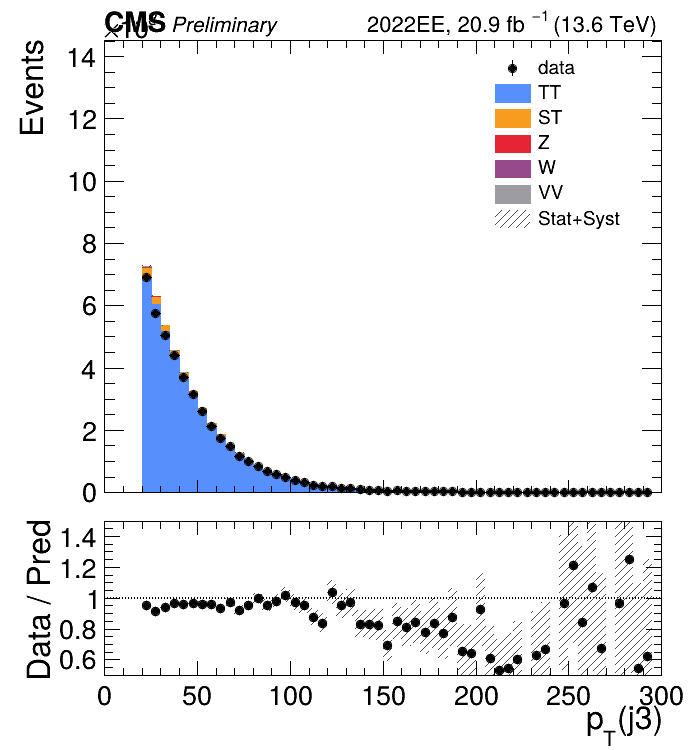 CMS Preliminary 2022EE, 20.9 fb⁻¹ (13.6 TeV)
Events
14
12
10
8
6
4
2
0
data
TT
ST
Z
W
VV
Stat+Syst
Data / Pred
1.4
1.2
1
0.8
0.6
0 50 100 150 200 250 300
p_T(j3)